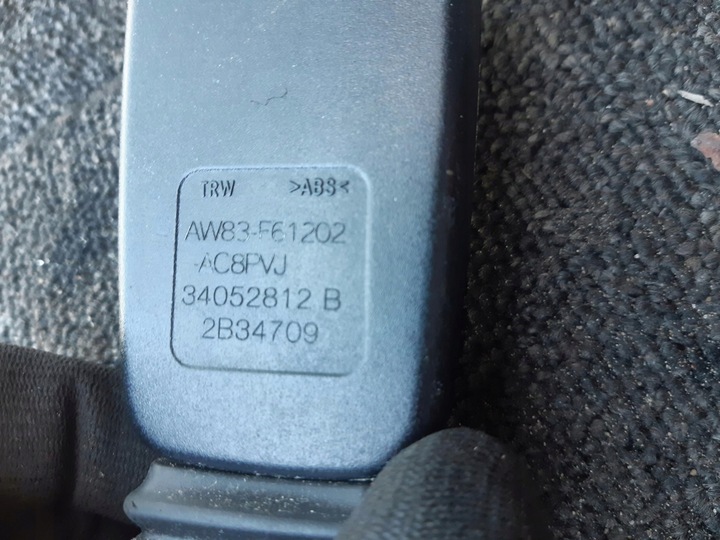 TRW >ABS<
AW83-F61202
-AC8PVJ
34052812 B
2B34709